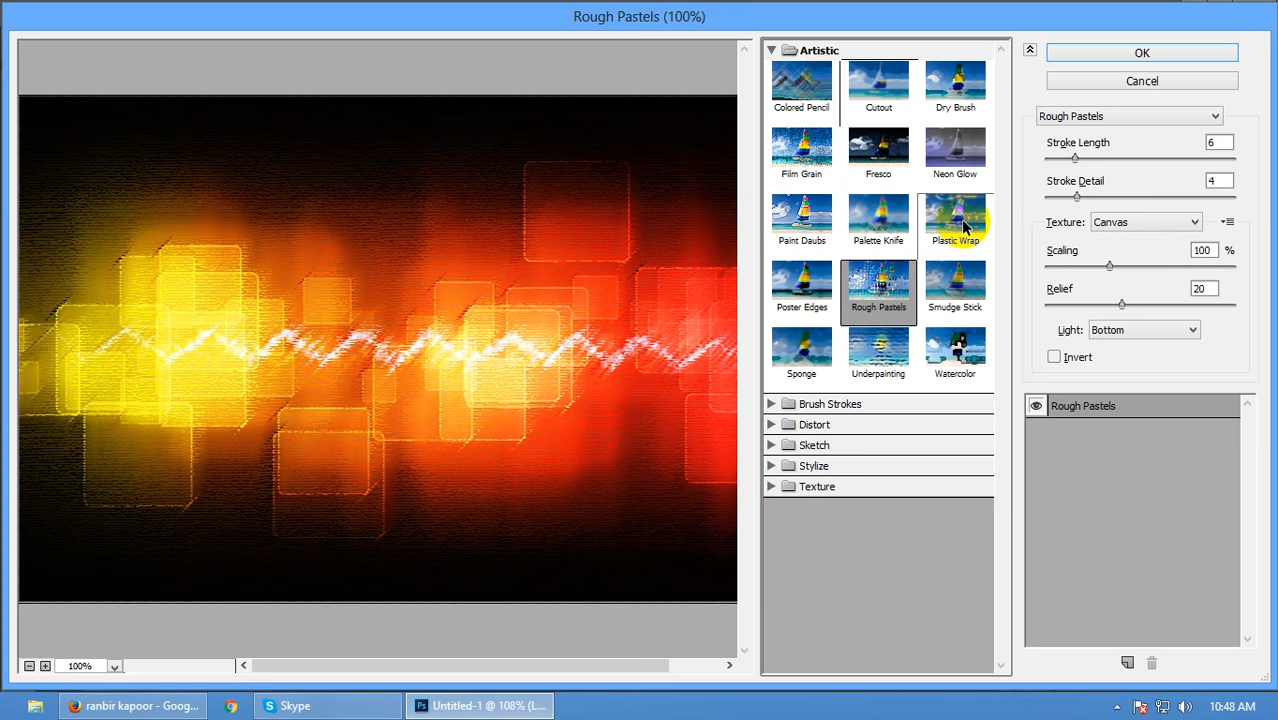 Rough Pastels (100%)
Artistic
Colored Pencil
Cutout
Dry Brush
Film Grain
Fresco
Neon Glow
Paint Daubs
Palette Knife
Plastic Wrap
Poster Edges
Rough Pastels
Smudge Stick
Sponge
Underpainting
Watercolor
Brush Strokes
Distort
Sketch
Stylize
Texture
OK
Cancel
Rough Pastels
Stroke Length 6
Stroke Detail 4
Texture: Canvas
Scaling 100 %
Relief 20
Light: Bottom
Invert
Rough Pastels
100%
ranbir kapoor - Goog...
Skype
Ps Untitled-1 @ 108% (L...
10:48 AM